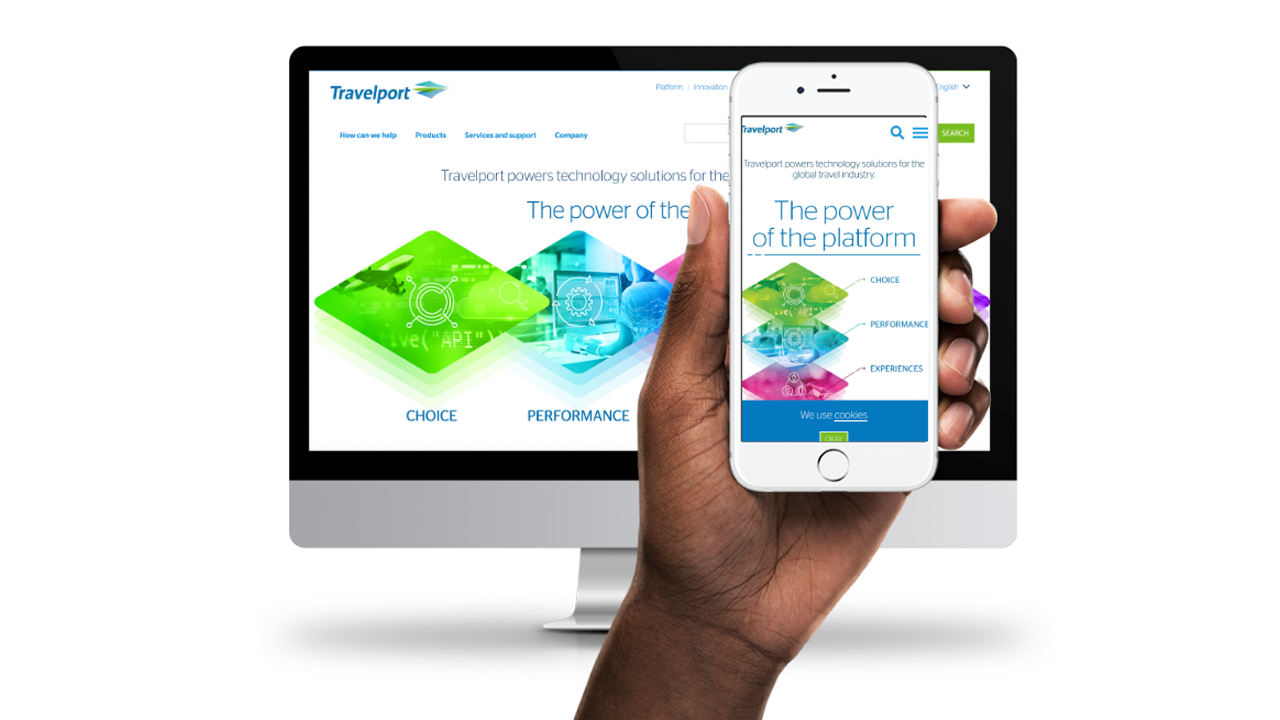 Travelport
Platform | Innovation
English
How can we help Products Services and support Company
SEARCH
Travelport powers technology solutions for the
The power of the
ive("API")
CHOICE PERFORMANCE
Travelport
Travelport powers technology solutions for the
global travel industry.
The power
of the platform
CHOICE
PERFORMANCE
EXPERIENCES
We use cookies
OKAY